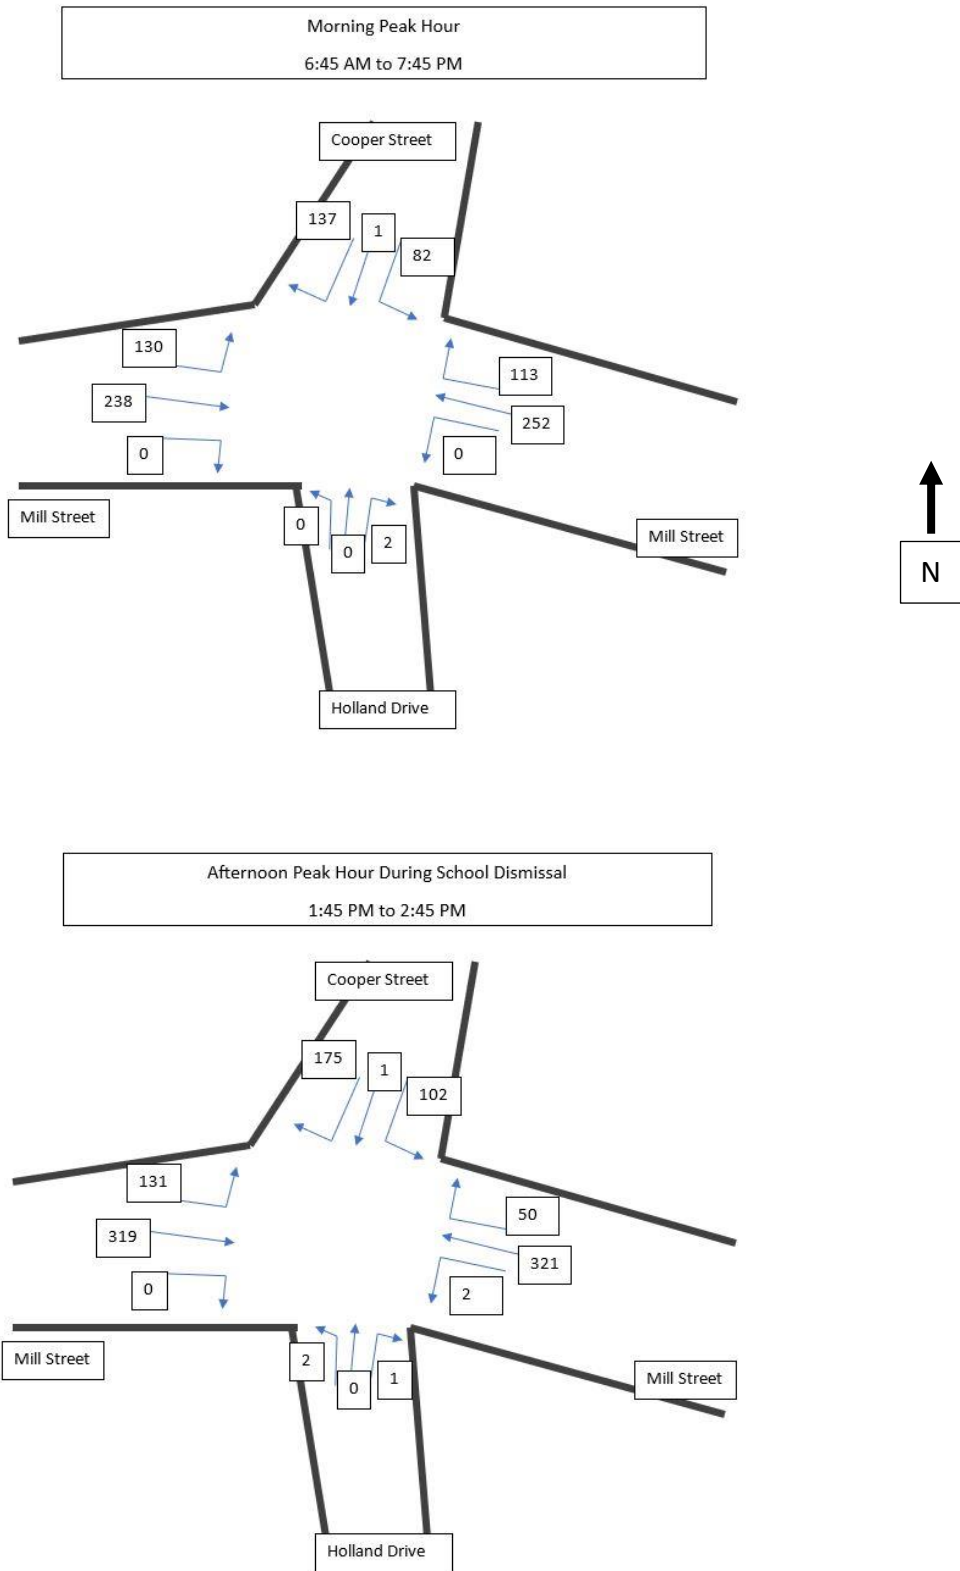 Morning Peak Hour
6:45 AM to 7:45 PM
Cooper Street
137
1
82
130
113
238
252
0
0
Mill Street
0
0
2
Mill Street
N
Holland Drive
Afternoon Peak Hour During School Dismissal
1:45 PM to 2:45 PM
Cooper Street
175
1
102
131
50
319
321
0
2
Mill Street
2
0
1
Mill Street
Holland Drive